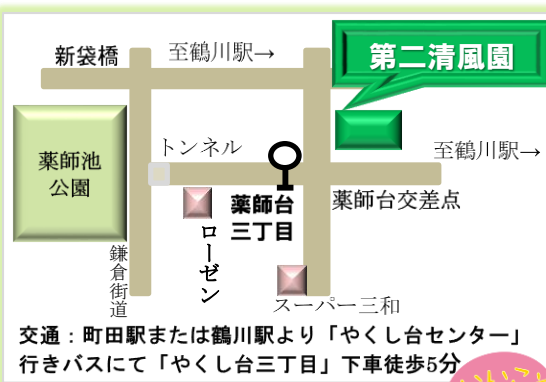 新袋橋
至鶴川駅→
第二清風園
薬師池
公園
トンネル
至鶴川駅→
薬師台
三丁目
薬師台交差点
ローゼン
鎌倉街道
スーパー三和
交通：町田駅または鶴川駅より「やくし台センター」
行きバスにて「やくし台三丁目」下車徒歩5分